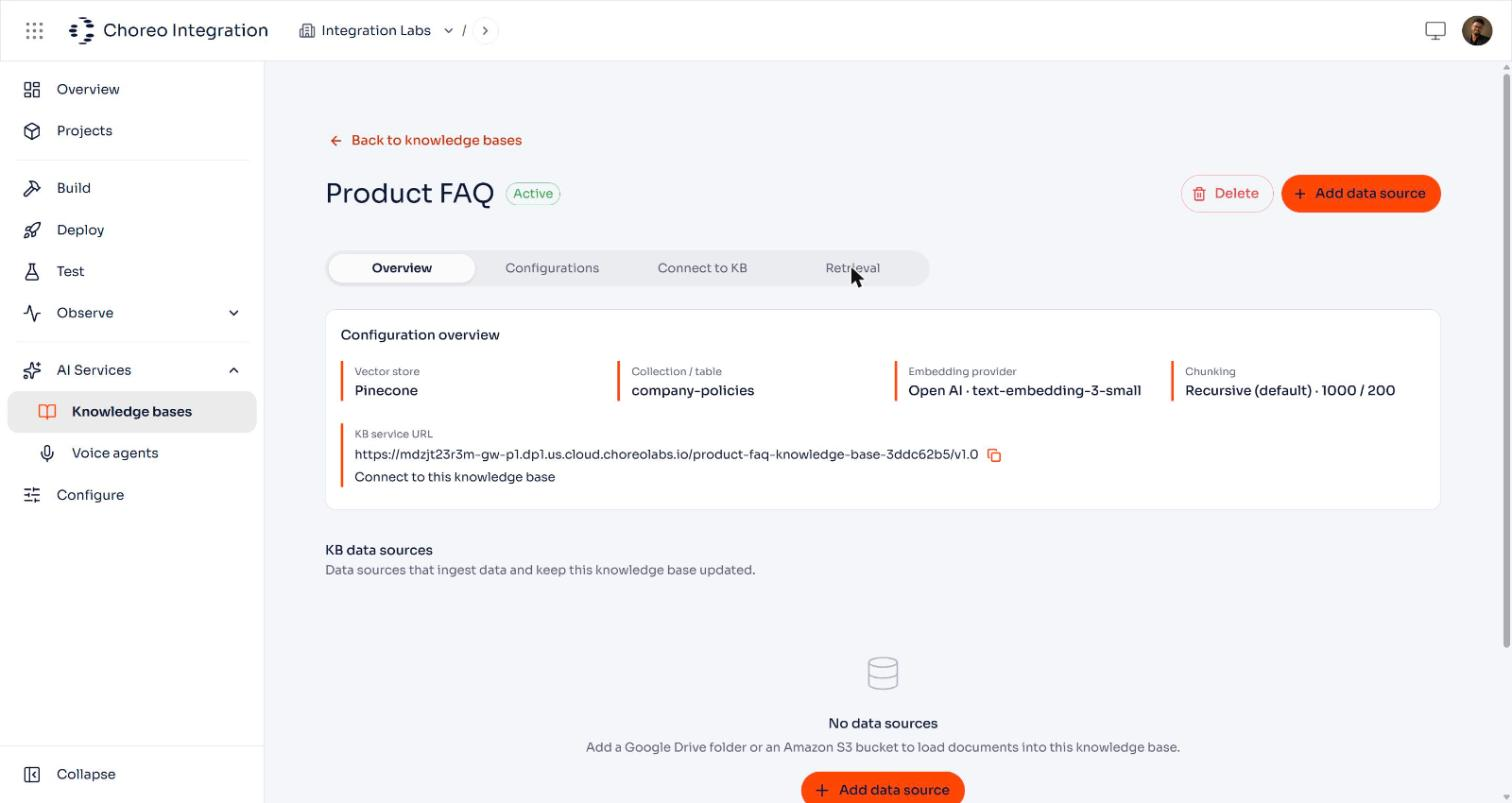 Choreo Integration
Integration Labs /
Overview
Projects
Build
Deploy
Test
Observe
AI Services
Knowledge bases
Voice agents
Configure
Collapse
Back to knowledge bases
Product FAQ
Active
Delete
+ Add data source
Overview
Configurations
Connect to KB
Retrieval
Configuration overview
Vector store
Pinecone
Collection / table
company-policies
Embedding provider
Open AI · text-embedding-3-small
Chunking
Recursive (default) · 1000 / 200
KB service URL
https://mdzjt23r3m-gw-p1.dp1.us.cloud.choreolabs.io/product-faq-knowledge-base-3ddc62b5/v1.0
Connect to this knowledge base
KB data sources
Data sources that ingest data and keep this knowledge base updated.
No data sources
Add a Google Drive folder or an Amazon S3 bucket to load documents into this knowledge base.
+ Add data source